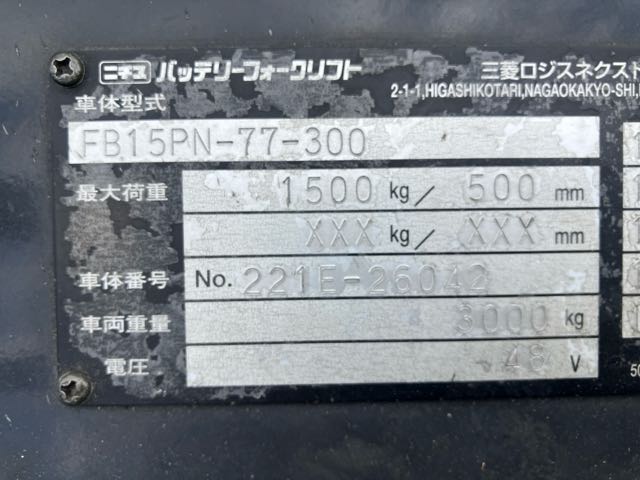 ニチユ バッテリーフォークリフト 三菱ロジスネクスト
2-1-1,HIGASHIKOTARI,NAGAOKAKYO-SHI,
車体型式
FB15PN-77-300
最大荷重 1500 kg/ 500 mm
XXX kg/ XXX mm
車体番号 No. 221E-26042
車両重量 3000 kg
電圧 48 V